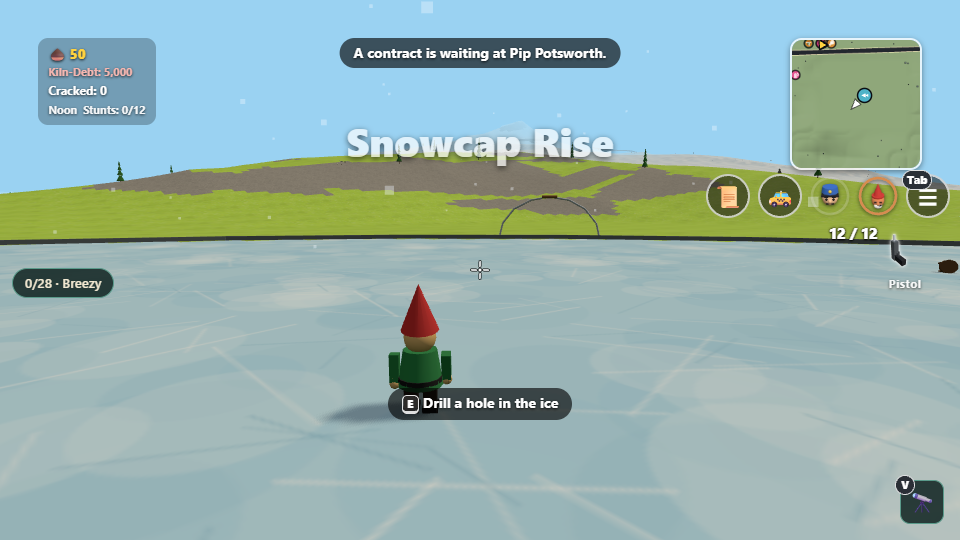 50
Kiln-Debt: 5,000
Cracked: 0
Noon Stunts: 0/12
A contract is waiting at Pip Potsworth.
Snowcap Rise
Tab
12 / 12
Pistol
0/28 · Breezy
E Drill a hole in the ice
V